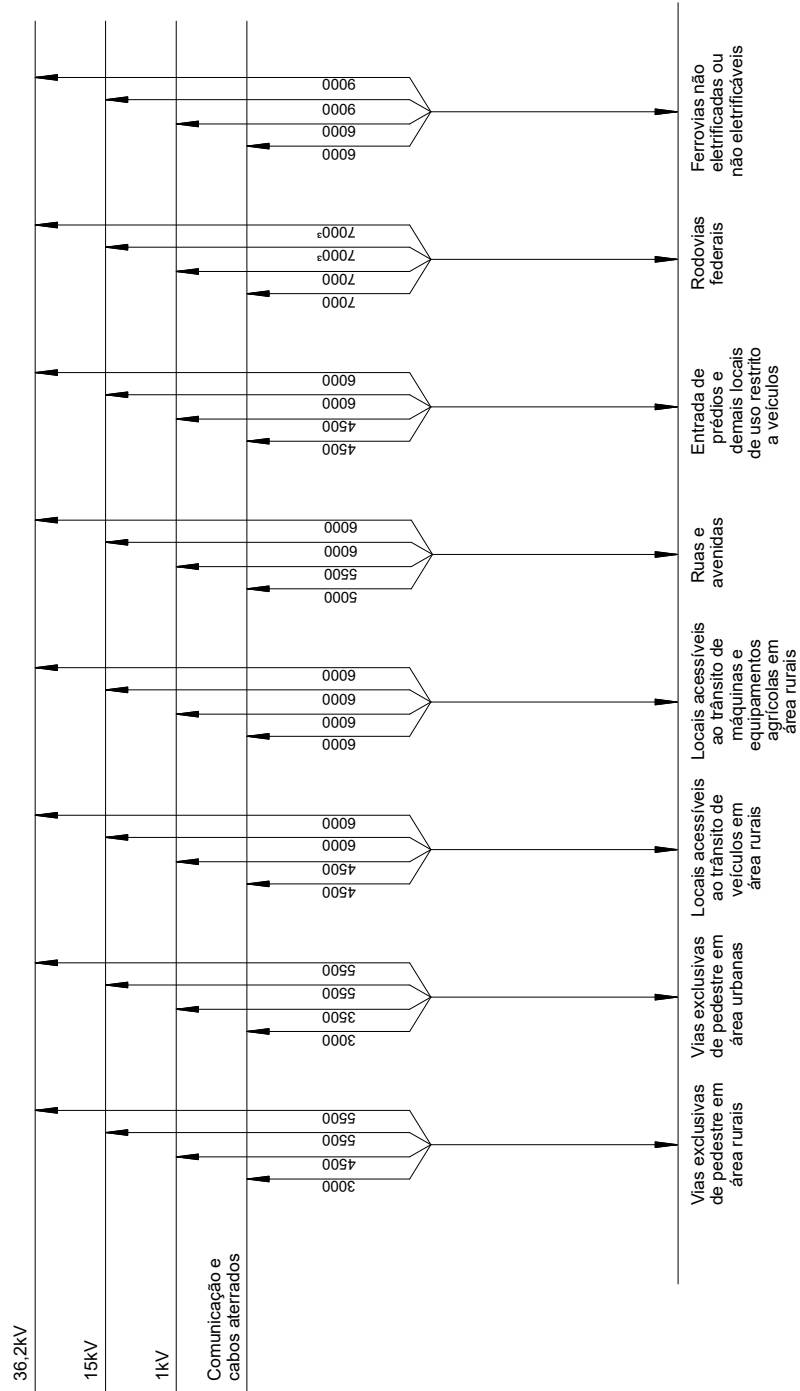 36,2kV
15kV
1kV
Comunicação e
cabos aterrados
3000
4500
5500
5500
Vias exclusivas
de pedestre em
área rurais
3000
3500
5500
5500
Vias exclusivas
de pedestre em
área urbanas
4500
4500
6000
6000
Locais acessíveis
ao trânsito de
veículos em
área rurais
6000
6000
6000
6000
Locais acessíveis
ao trânsito de
máquinas e
equipamentos
agrícolas em
área rurais
5000
5500
6000
6000
Ruas e
avenidas
4500
4500
6000
6000
Entrada de
prédios e
demais locais
de uso restrito
a veículos
7000
7000
7000³
7000³
Rodovias
federais
6000
6000
9000
9000
Ferrovias não
eletrificadas ou
não eletrificáveis